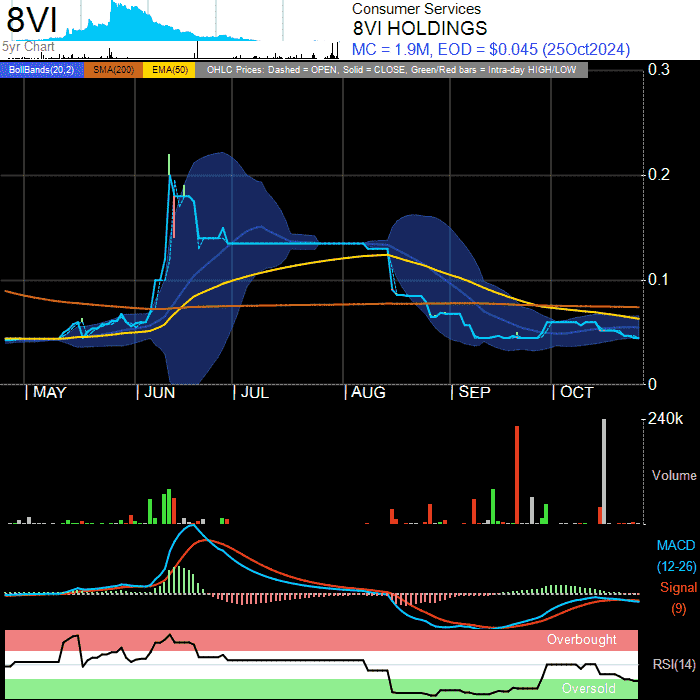 8VI
5yr Chart
Consumer Services
8VI HOLDINGS
MC = 1.9M, EOD = $0.045 (25Oct2024)
BollBands(20,2) SMA(200) EMA(50) OHLC Prices: Dashed = OPEN, Solid = CLOSE, Green/Red bars = Intra-day HIGH/LOW
0.3
0.2
0.1
0
MAY JUN JUL AUG SEP OCT
240k
Volume
MACD
(12-26)
Signal
(9)
Overbought
RSI(14)
Oversold